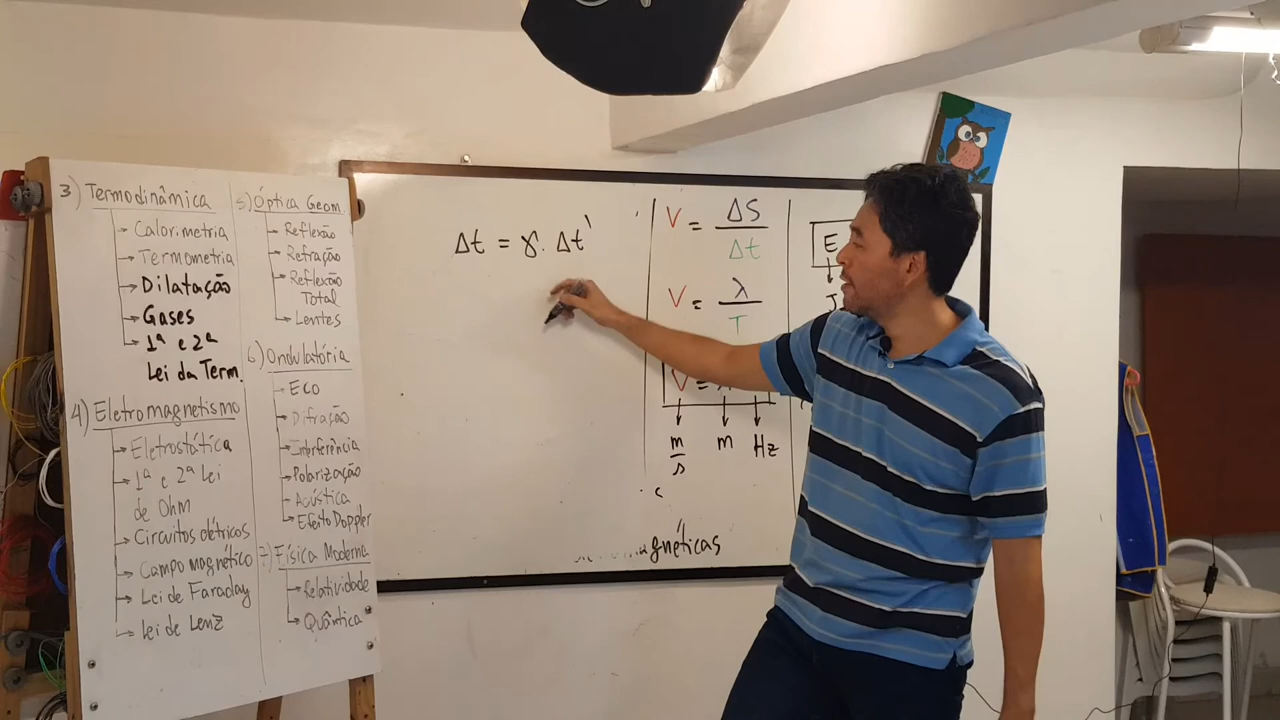 3) Termodinâmica
Calorimetria
Termometria
Dilatação
Gases
1ª e 2ª
Lei da Term.
4) Eletromagnetismo
Eletrostática
1ª e 2ª Lei
de Ohm
Circuitos elétricos
Campo magnético
Lei de Faraday
Lei de Lenz
5) Óptica Geom.
Reflexão
Refração
Reflexão
Total
Lentes
6) Ondulatória
Eco
Difração
Interferência
Polarização
Acústica
Efeito Doppler
7) Física Moderna
Relatividade
Quântica
Δt = γ. Δt'
V = ΔS / Δt
V = λ / T
V =
m/s m Hz
E
J